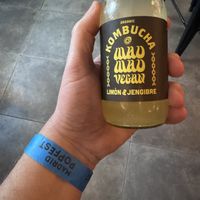 ORGANIC
KOMBUCHA
MAD
MAD
VEGAN
LIMÓN & JENGIBRE
MADRID
POPFEST